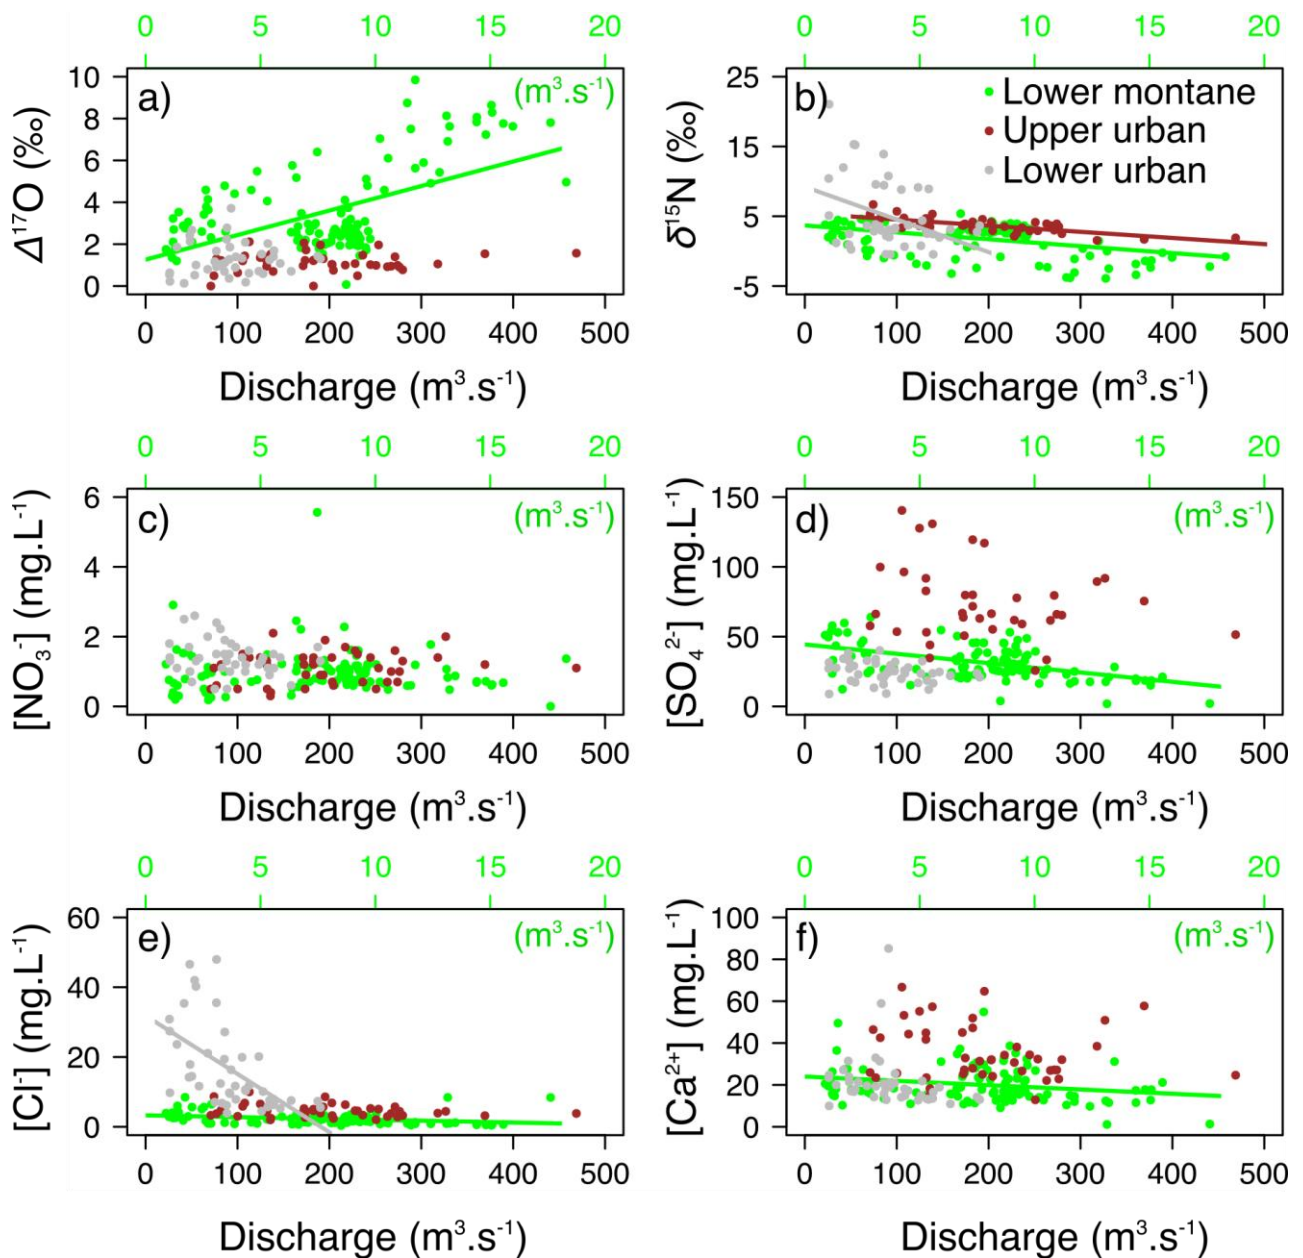 0 5 10 15 20 0 5 10 15 20
Δ¹⁷O (‰) 10 8 6 4 2 0 a) (m³.s⁻¹)
δ¹⁵N (‰) 25 15 5 -5 b) Lower montane
Upper urban
Lower urban
0 100 200 300 400 500 0 100 200 300 400 500
Discharge (m³.s⁻¹) Discharge (m³.s⁻¹)
0 5 10 15 20 0 5 10 15 20
[NO₃⁻] (mg.L⁻¹) 6 4 2 0 c) (m³.s⁻¹)
[SO₄²⁻] (mg.L⁻¹) 150 100 50 0 d) (m³.s⁻¹)
0 100 200 300 400 500 0 100 200 300 400 500
Discharge (m³.s⁻¹) Discharge (m³.s⁻¹)
0 5 10 15 20 0 5 10 15 20
[Cl⁻] (mg.L⁻¹) 60 40 20 0 e) (m³.s⁻¹)
[Ca²⁺] (mg.L⁻¹) 100 80 60 40 20 0 f) (m³.s⁻¹)
0 100 200 300 400 500 0 100 200 300 400 500
Discharge (m³.s⁻¹) Discharge (m³.s⁻¹)